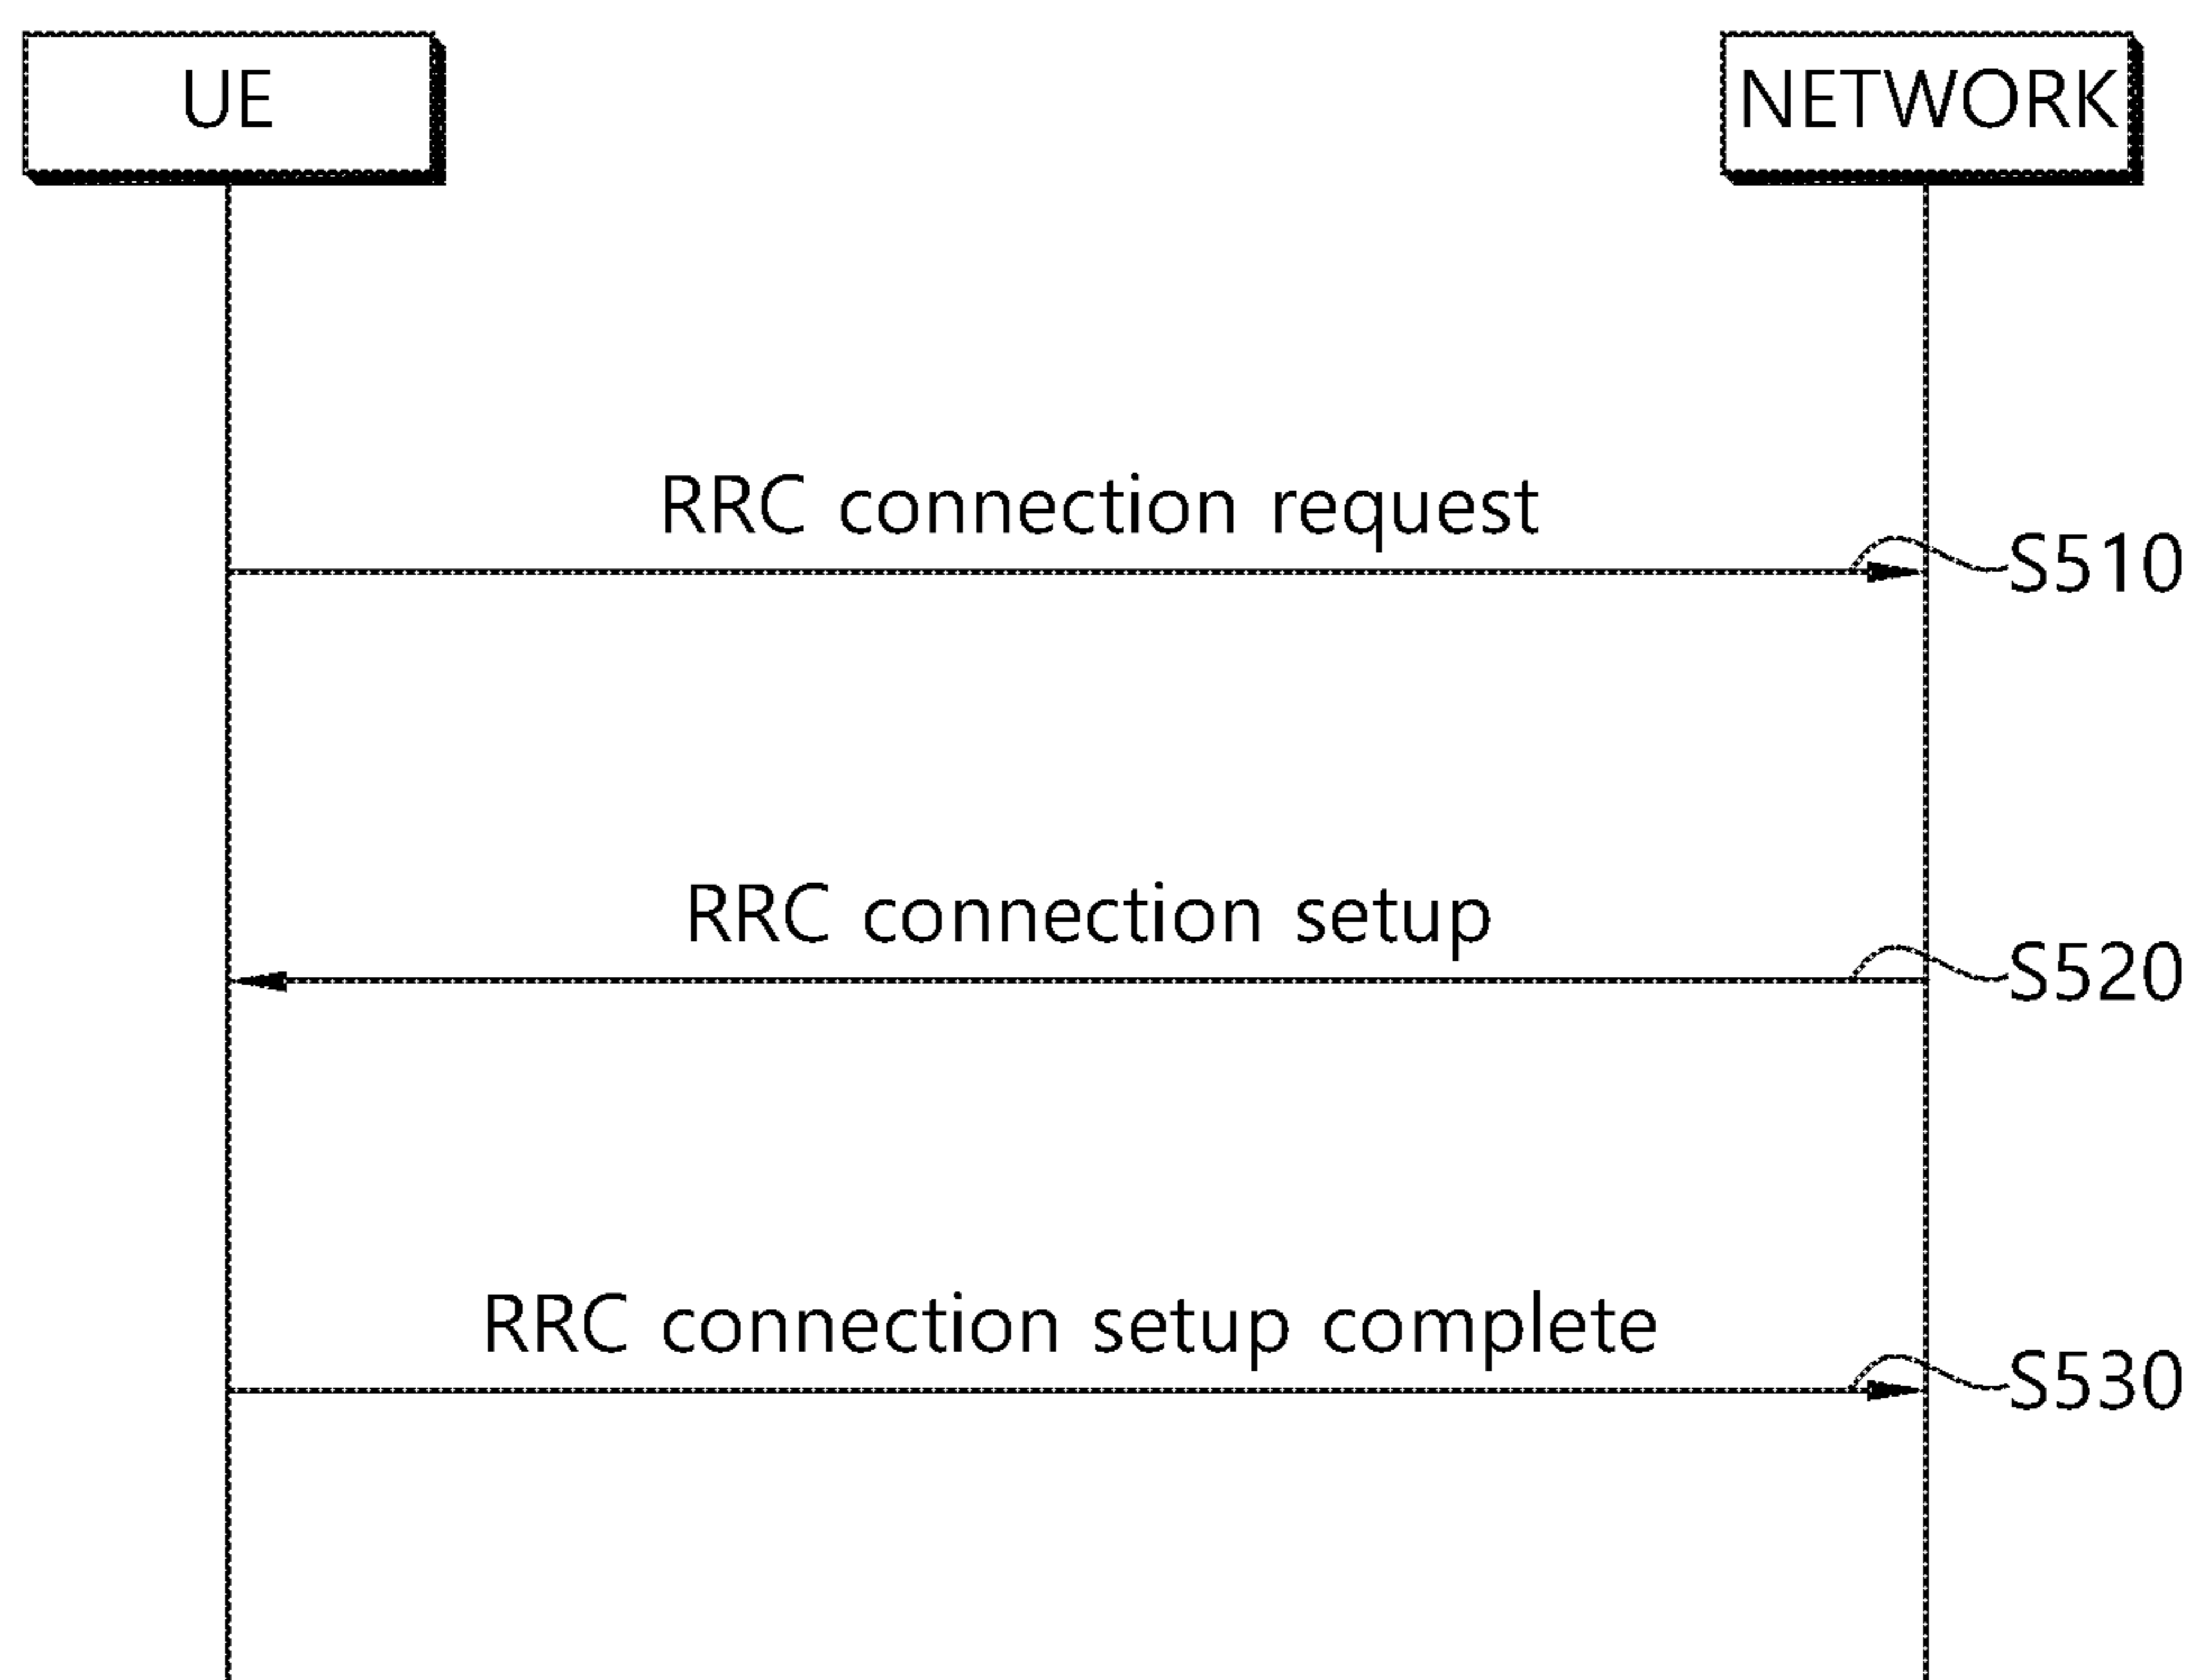 UE
NETWORK
RRC connection request
S510
RRC connection setup
S520
RRC connection setup complete
S530